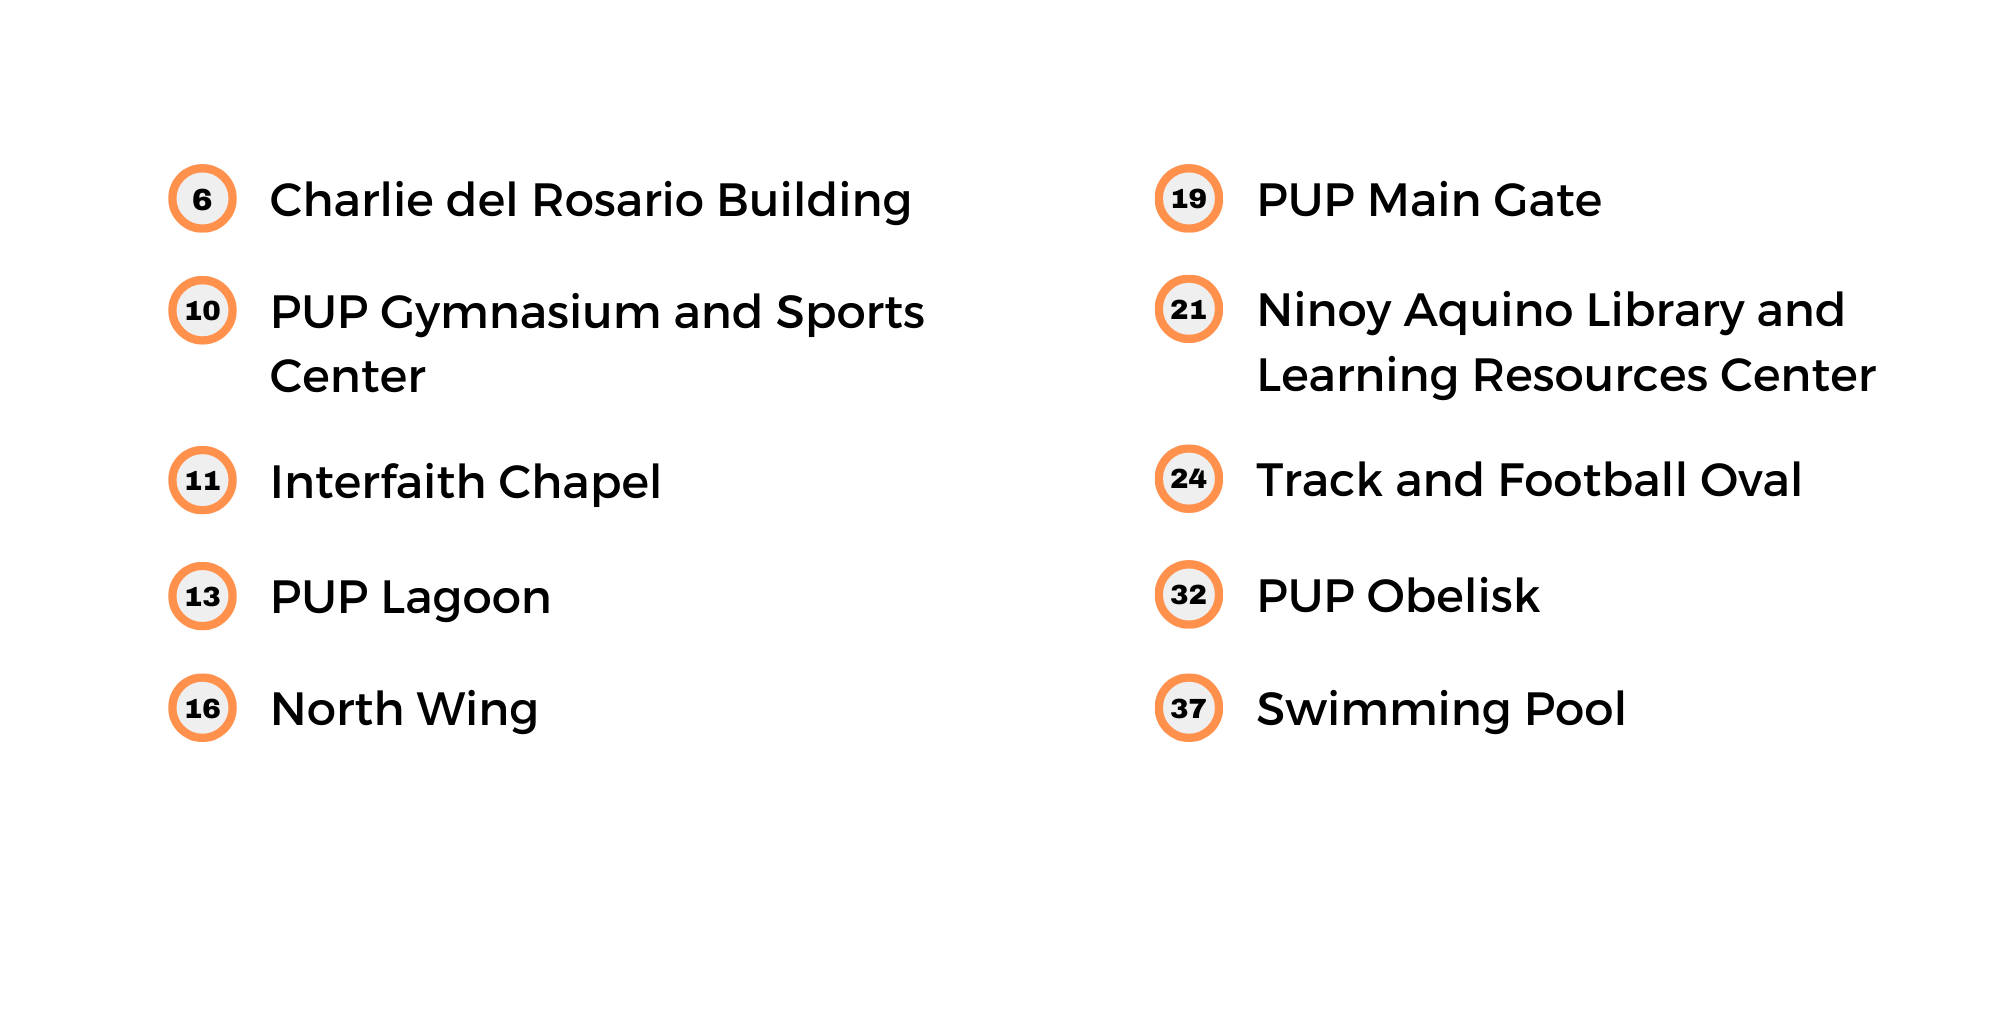 6 Charlie del Rosario Building
10 PUP Gymnasium and Sports
Center
11 Interfaith Chapel
13 PUP Lagoon
16 North Wing
19 PUP Main Gate
21 Ninoy Aquino Library and
Learning Resources Center
24 Track and Football Oval
32 PUP Obelisk
37 Swimming Pool